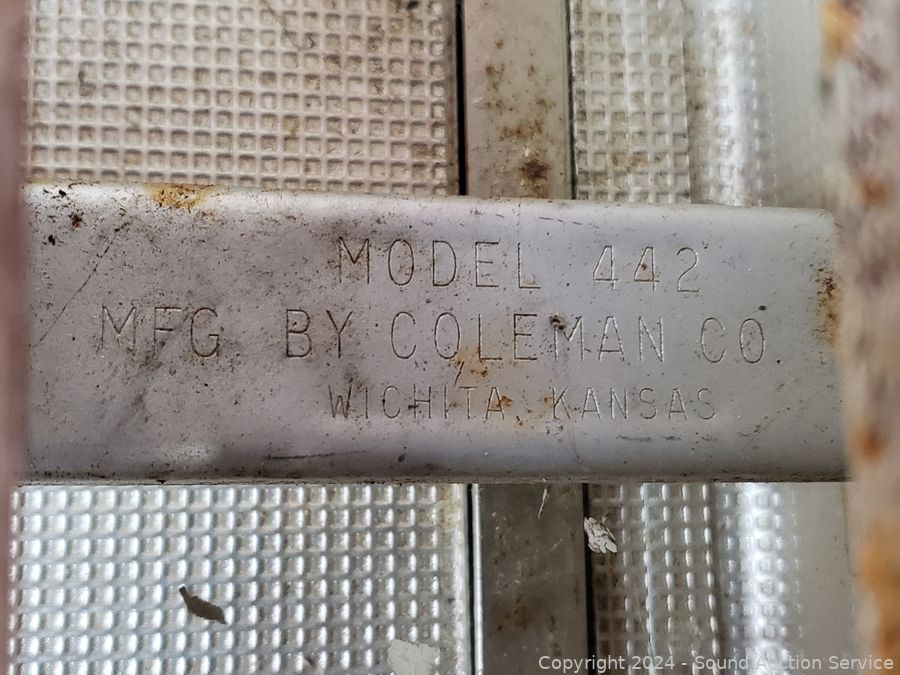 MODEL 442
MFG BY COLEMAN CO
WICHITA KANSAS
Copyright 2024 - Sound Auction Service